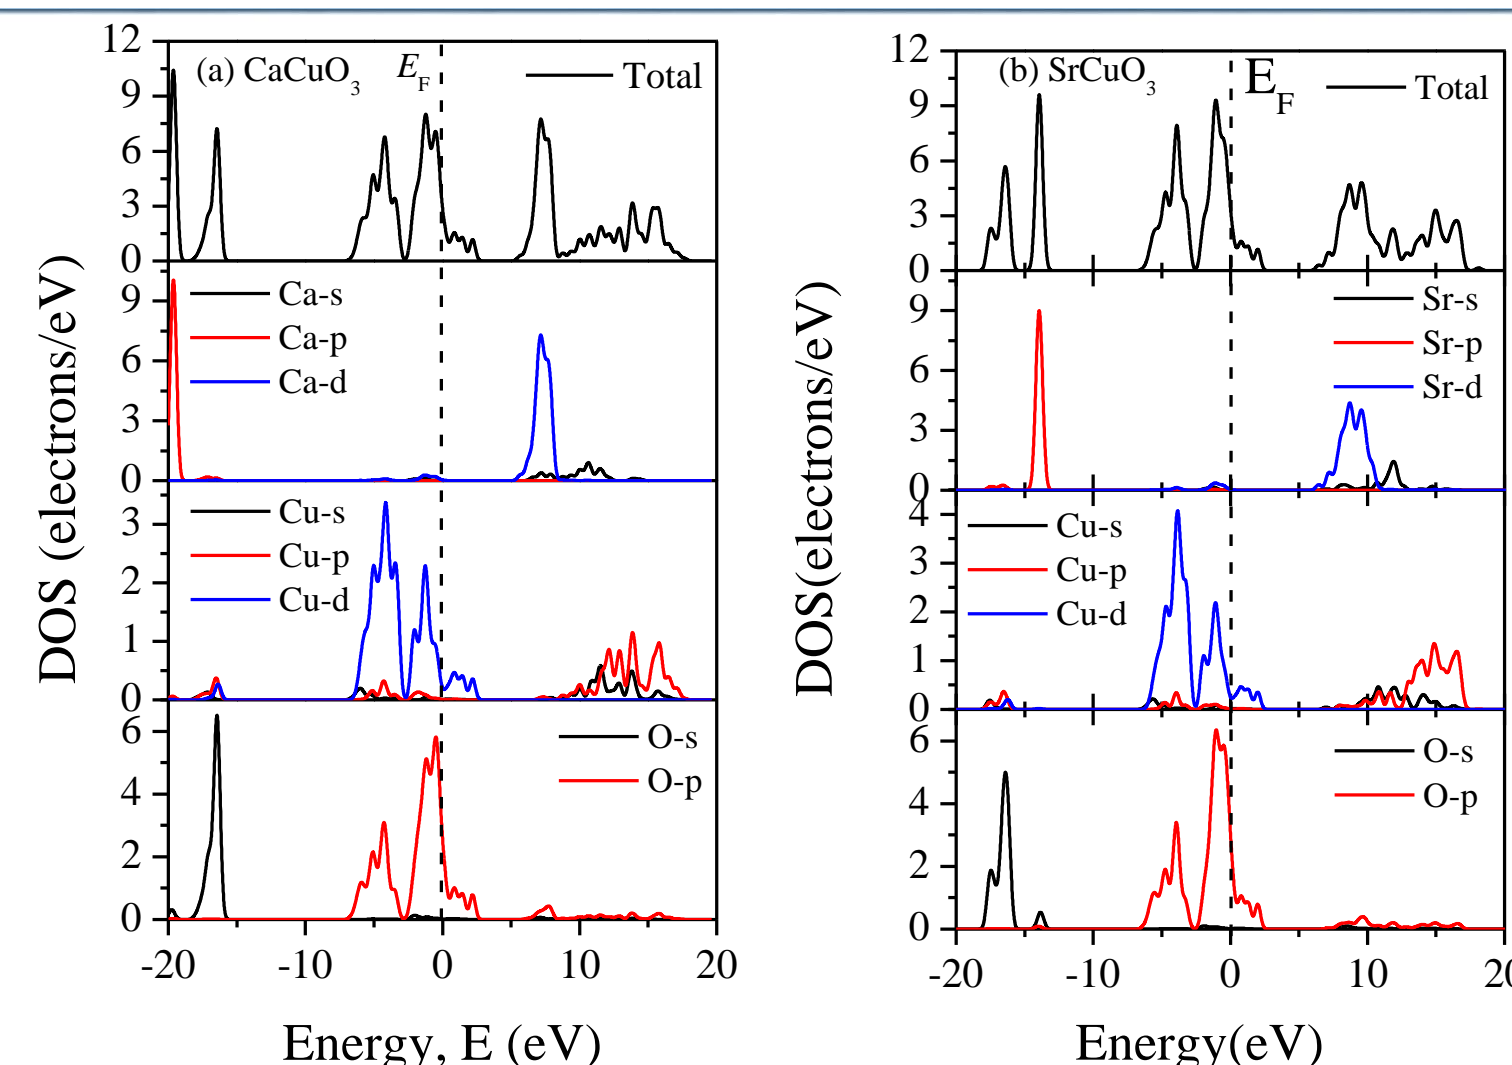 (a) CaCuO3
EF
Total
12
9
6
3
0
Ca-s
Ca-p
Ca-d
9
6
3
0
Cu-s
Cu-p
Cu-d
3
2
1
0
O-s
O-p
6
4
2
0
-20 -10 0 10 20
DOS (electrons/eV)
Energy, E (eV)
(b) SrCuO3
EF
Total
12
9
6
3
0
Sr-s
Sr-p
Sr-d
9
6
3
0
Cu-s
Cu-p
Cu-d
4
3
2
1
0
O-s
O-p
6
4
2
0
-20 -10 0 10 20
DOS(electrons/eV)
Energy(eV)